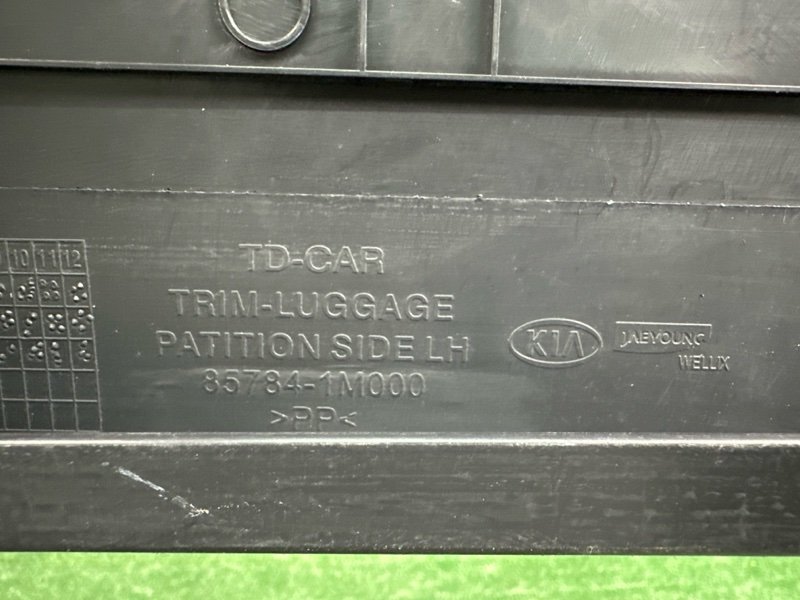 10 11 12
TD-CAR
TRIM-LUGGAGE
PATITION SIDE LH
85784-1M000
>PP<
KIA
JAEYOUNG
WELLIX